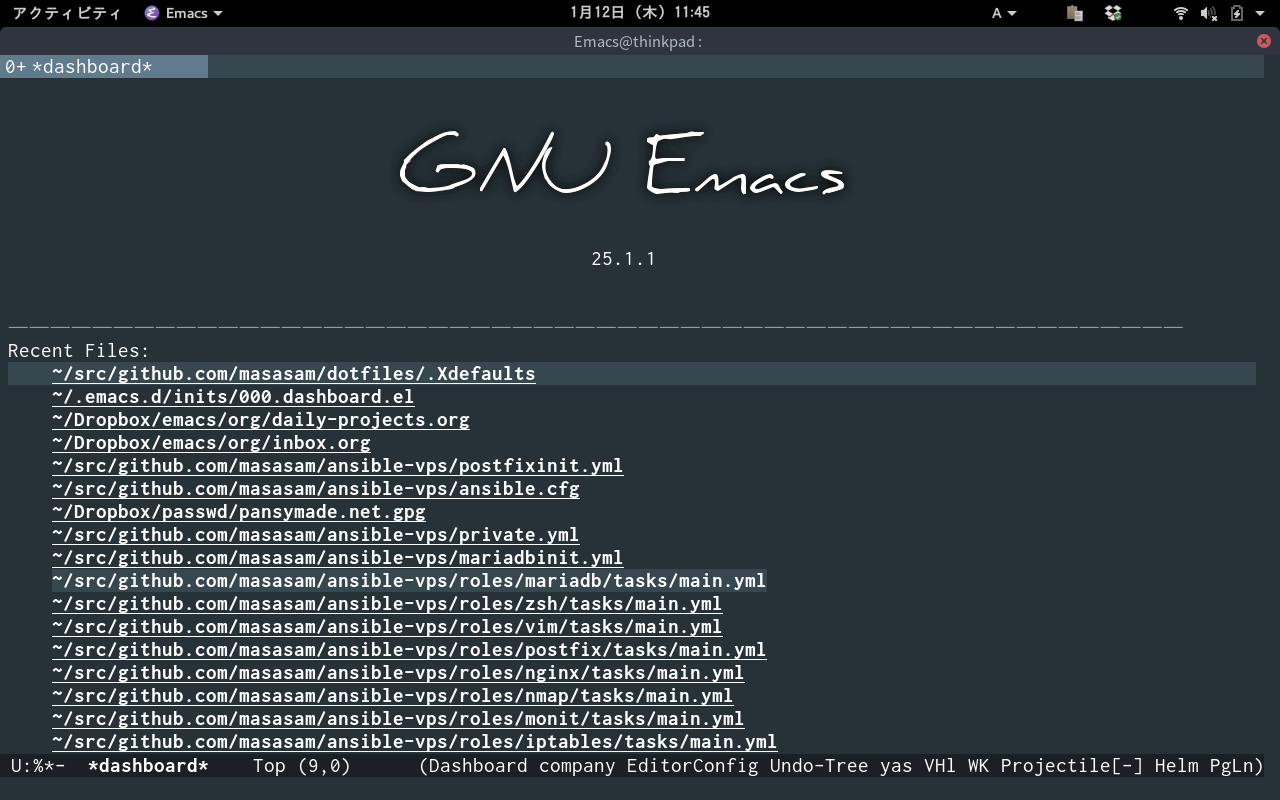 アクティビティ Emacs 1月12日 (木) 11:45 A
Emacs@thinkpad:
0+ *dashboard*
GNU Emacs
25.1.1
Recent Files:
~/src/github.com/masasam/dotfiles/.Xdefaults
~/.emacs.d/inits/000.dashboard.el
~/Dropbox/emacs/org/daily-projects.org
~/Dropbox/emacs/org/inbox.org
~/src/github.com/masasam/ansible-vps/postfixinit.yml
~/src/github.com/masasam/ansible-vps/ansible.cfg
~/Dropbox/passwd/pansymade.net.gpg
~/src/github.com/masasam/ansible-vps/private.yml
~/src/github.com/masasam/ansible-vps/mariadbinit.yml
~/src/github.com/masasam/ansible-vps/roles/mariadb/tasks/main.yml
~/src/github.com/masasam/ansible-vps/roles/zsh/tasks/main.yml
~/src/github.com/masasam/ansible-vps/roles/vim/tasks/main.yml
~/src/github.com/masasam/ansible-vps/roles/postfix/tasks/main.yml
~/src/github.com/masasam/ansible-vps/roles/nginx/tasks/main.yml
~/src/github.com/masasam/ansible-vps/roles/nmap/tasks/main.yml
~/src/github.com/masasam/ansible-vps/roles/monit/tasks/main.yml
~/src/github.com/masasam/ansible-vps/roles/iptables/tasks/main.yml
U:%*- *dashboard* Top (9,0) (Dashboard company EditorConfig Undo-Tree yas VHl WK Projectile[-] Helm PgLn)